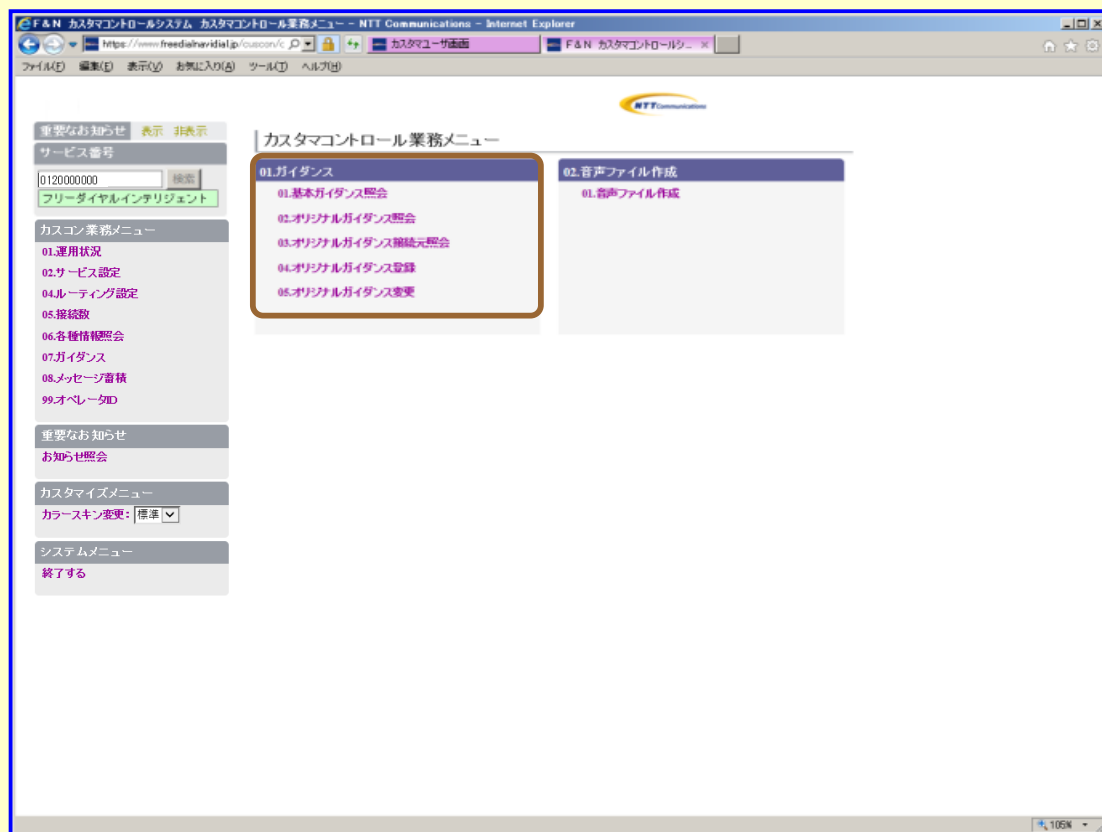 F&N カスタマコントロールシステム カスタマコントロール業務メニュー - NTT Communications - Internet Explorer
https://www.freedialnavidial.jp/cuscon/c
カスタマユーザ画面
F&N カスタマコントロールシ...
ファイル(F) 編集(E) 表示(V) お気に入り(A) ツール(T) ヘルプ(H)
NTT Communications
重要なお知らせ 表示 非表示
サービス番号
0120000000 検索
フリーダイヤルインテリジェント
カスコン業務メニュー
01.運用状況
02.サービス設定
04.ルーティング設定
05.接続数
06.各種情報照会
07.ガイダンス
08.メッセージ蓄積
99.オペレータID
重要なお知らせ
お知らせ照会
カスタマイズメニュー
カラースキン変更: 標準
システムメニュー
終了する
カスタマコントロール業務メニュー
01.ガイダンス
01.基本ガイダンス照会
02.オリジナルガイダンス照会
03.オリジナルガイダンス接続元照会
04.オリジナルガイダンス登録
05.オリジナルガイダンス変更
02.音声ファイル作成
01.音声ファイル作成
105%